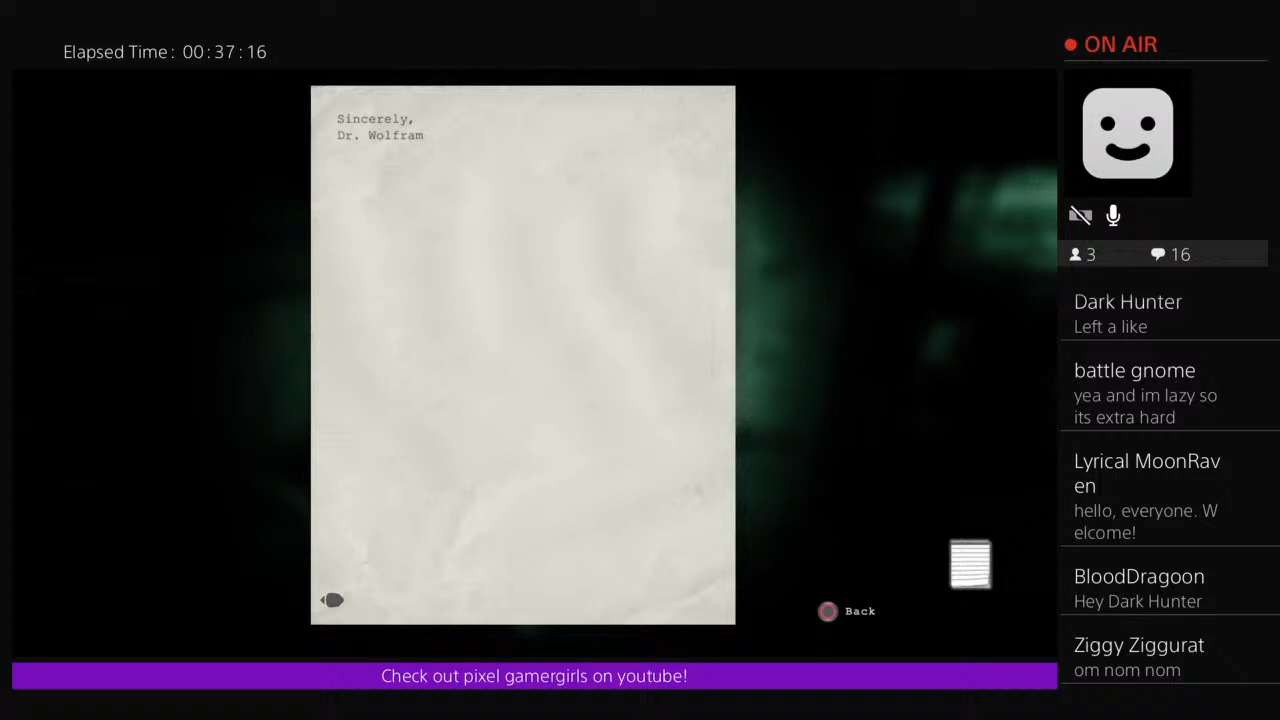 Elapsed Time: 00:37:16
ON AIR
Sincerely,
Dr. Wolfram
3
16
Dark Hunter
Left a like
battle gnome
yea and im lazy so
its extra hard
Lyrical MoonRav
en
hello, everyone. W
elcome!
BloodDragoon
Hey Dark Hunter
Ziggy Ziggurat
om nom nom
Back
Check out pixel gamergirls on youtube!